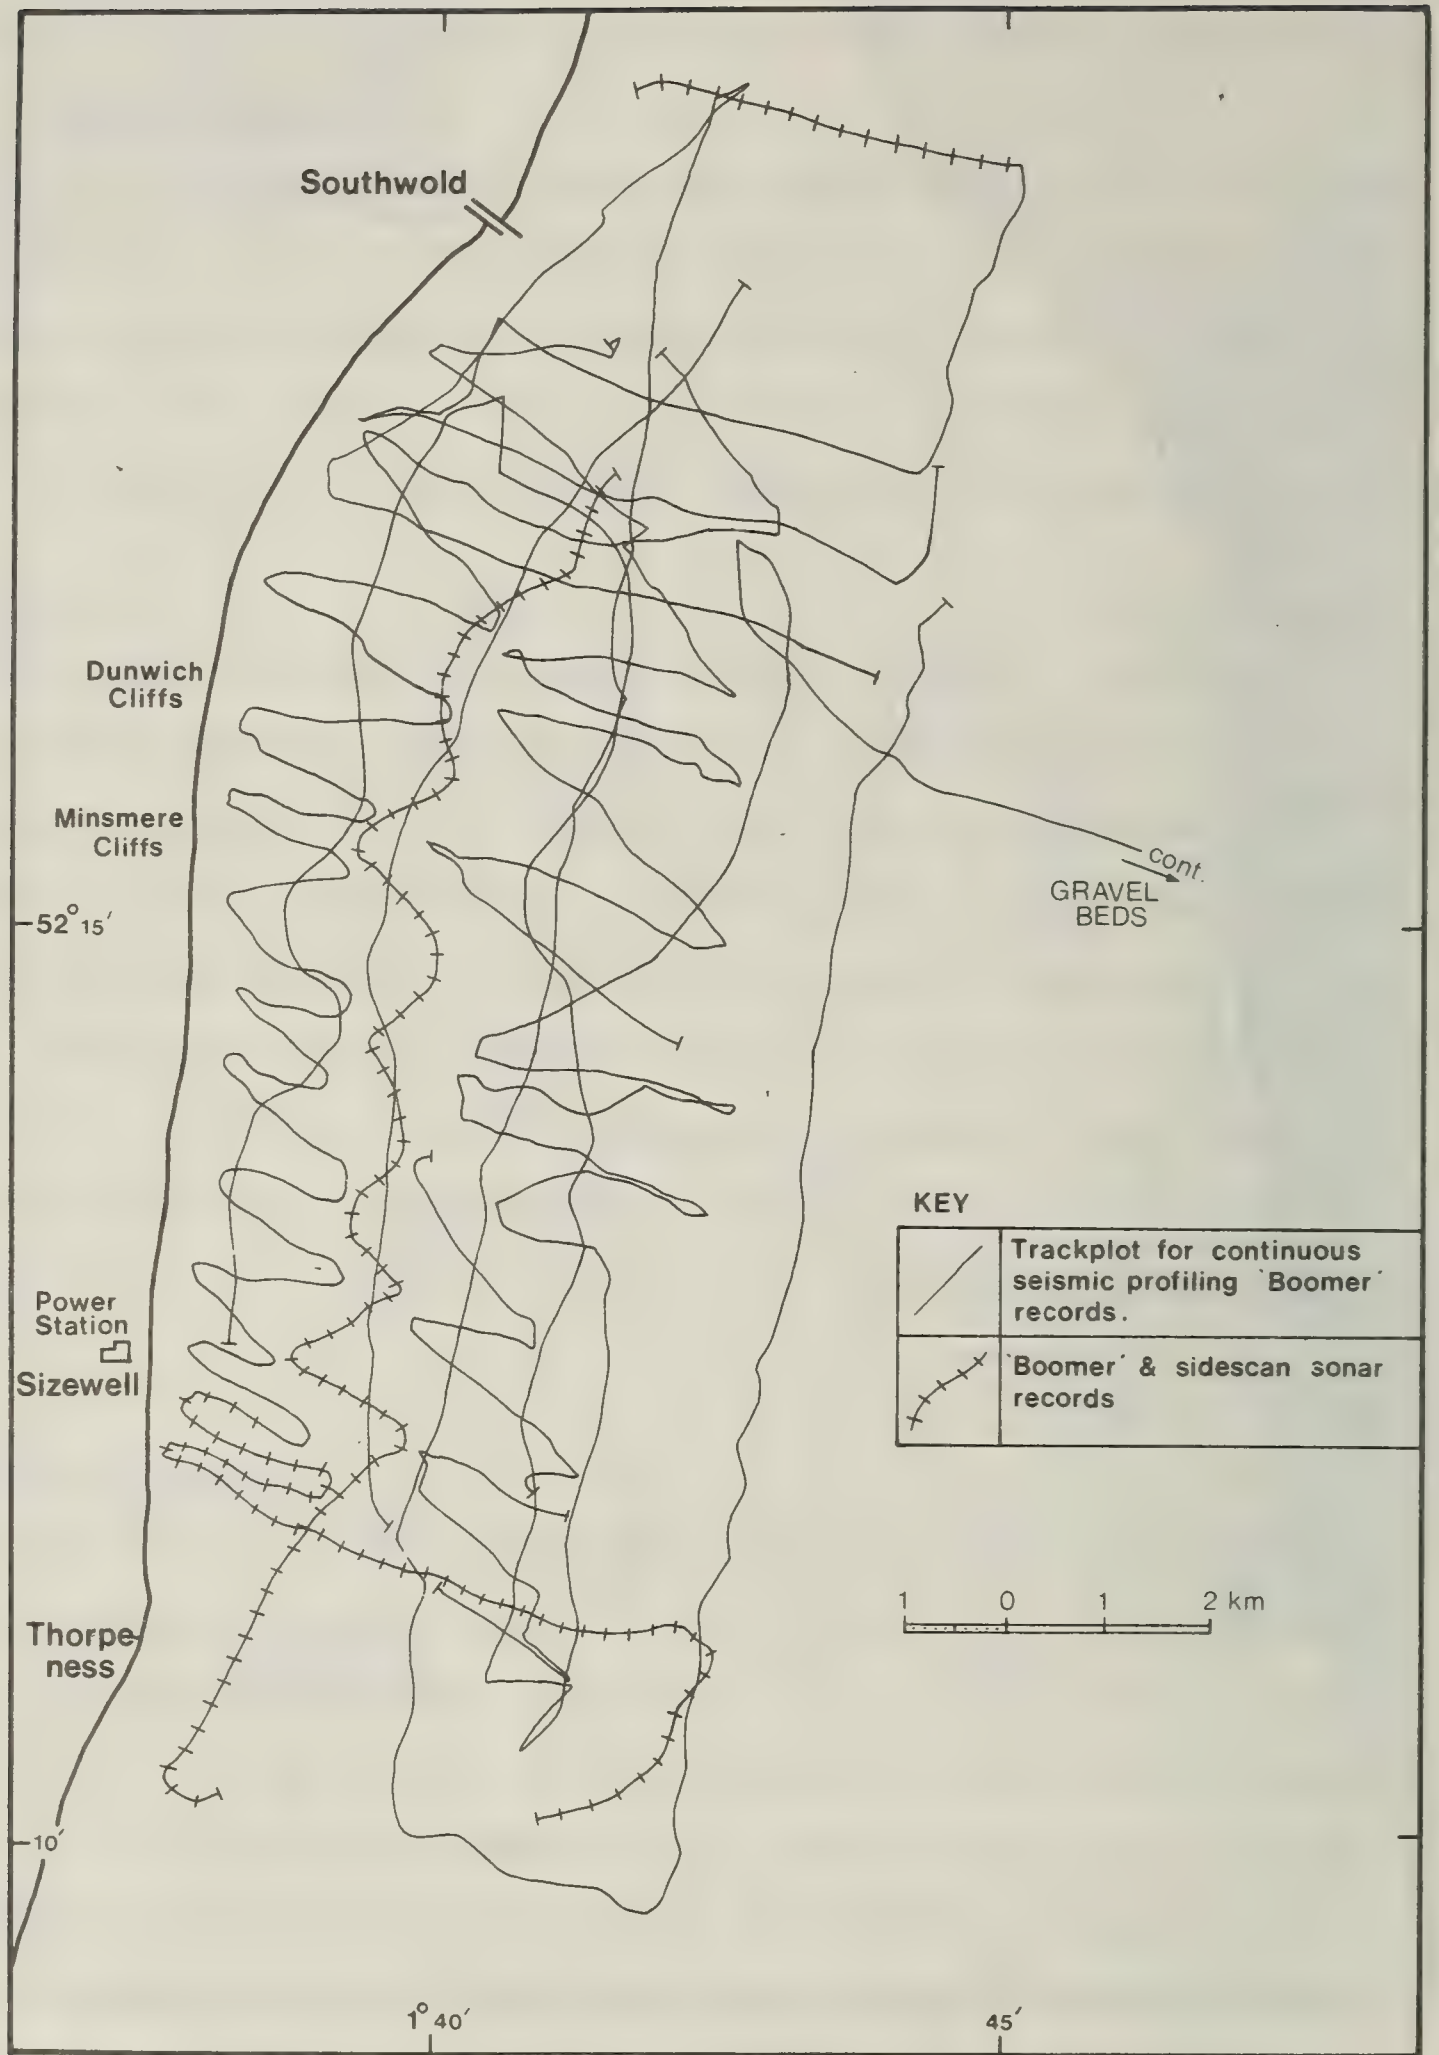 Southwold
Dunwich
Cliffs
Minsmere
Cliffs
52° 15′
cont.
GRAVEL
BEDS
KEY
Trackplot for continuous
seismic profiling 'Boomer'
records.
'Boomer' & sidescan sonar
records
Power
Station
Sizewell
1 0 1 2 km
Thorpe-
ness
10′
1° 40′
45′